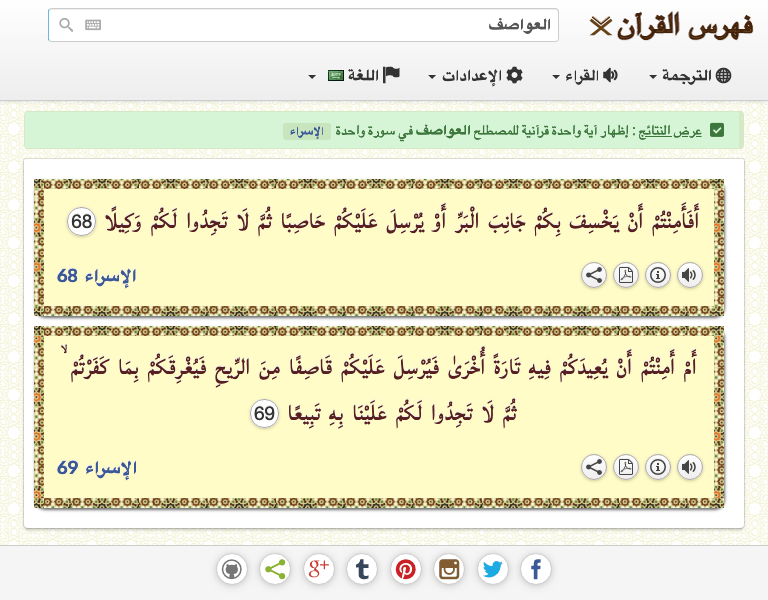 فهرس القرآن
العواصف
الترجمة القراء الإعدادات اللغة
عرض النتائج : إظهار آية واحدة قرآنية للمصطلح العواصف في سورة واحدة الإسراء
أَفَأَمِنْتُمْ أَنْ يَخْسِفَ بِكُمْ جَانِبَ الْبَرِّ أَوْ يُرْسِلَ عَلَيْكُمْ حَاصِبًا ثُمَّ لَا تَجِدُوا لَكُمْ وَكِيلًا 68
الإسراء 68
أَمْ أَمِنْتُمْ أَنْ يُعِيدَكُمْ فِيهِ تَارَةً أُخْرَىٰ فَيُرْسِلَ عَلَيْكُمْ قَاصِفًا مِنَ الرِّيحِ فَيُغْرِقَكُمْ بِمَا كَفَرْتُمْ ۙ
ثُمَّ لَا تَجِدُوا لَكُمْ عَلَيْنَا بِهِ تَبِيعًا 69
الإسراء 69